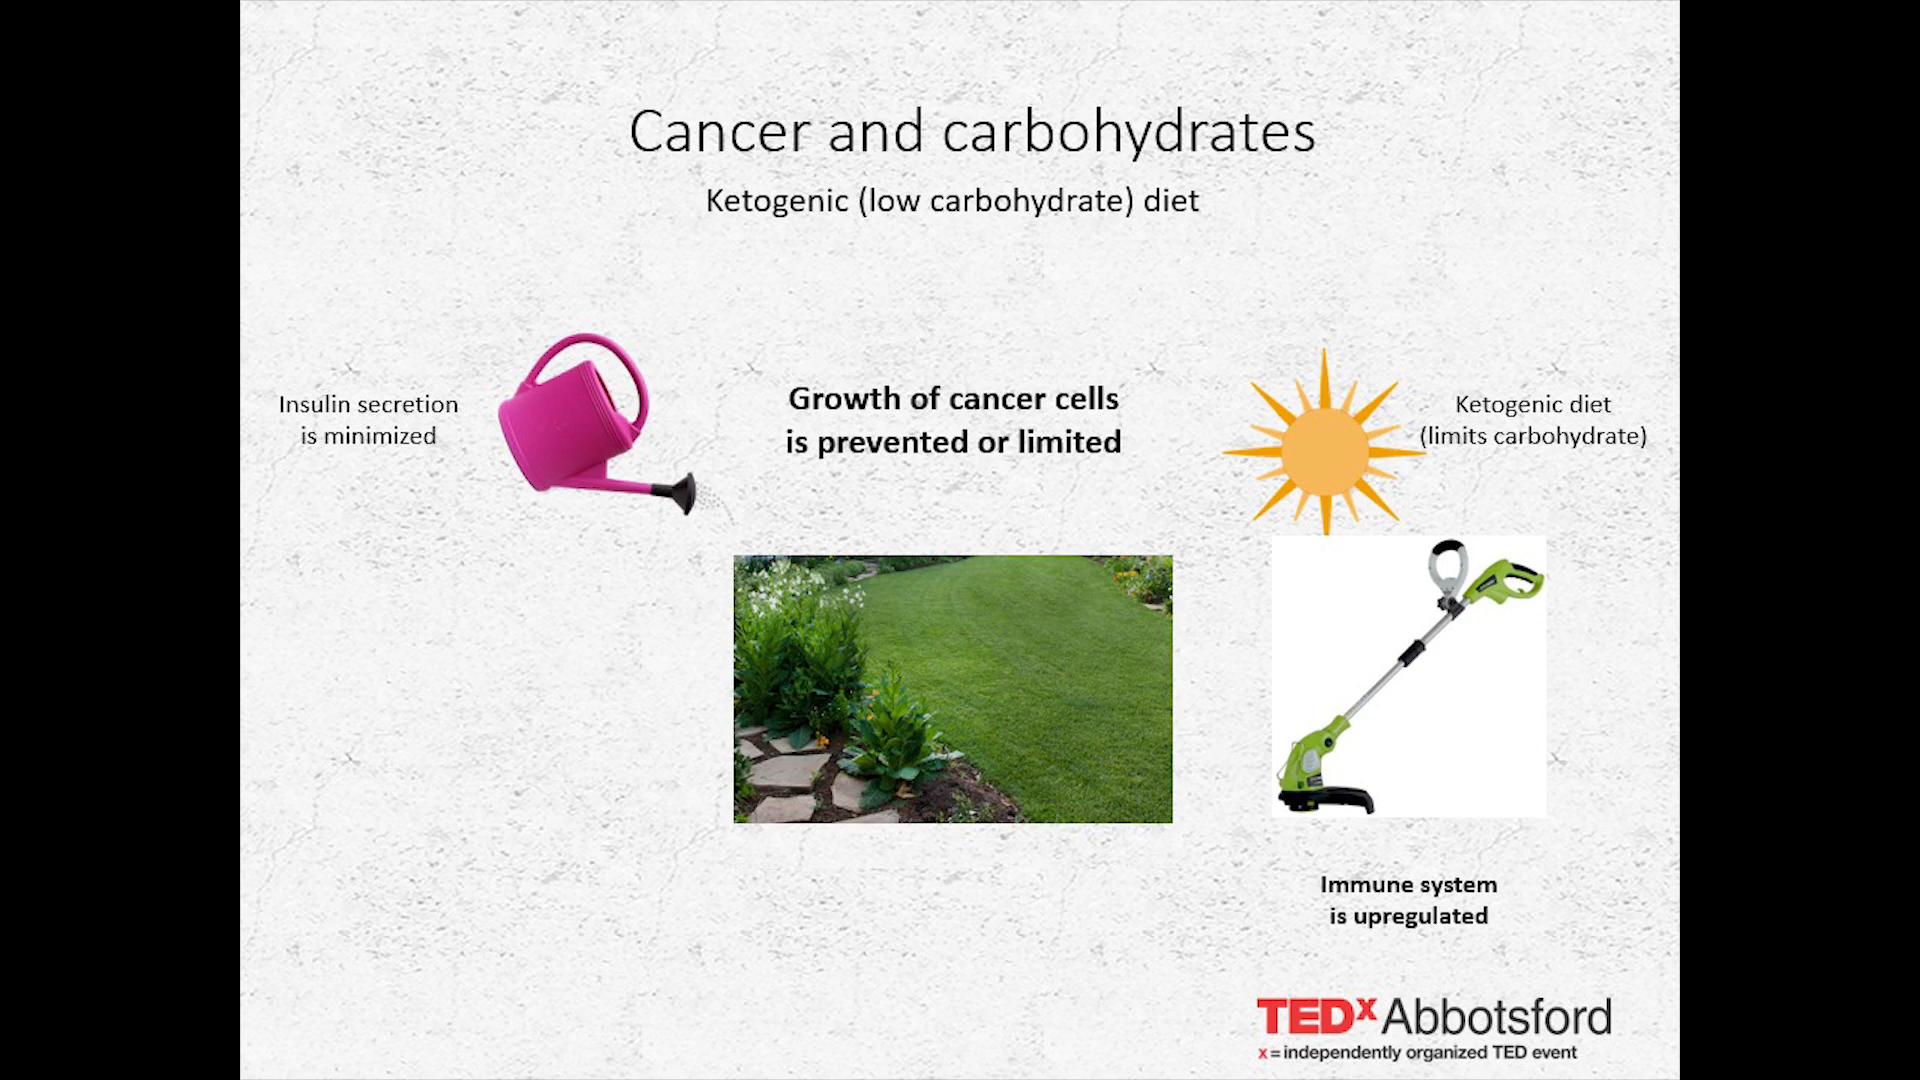 Cancer and carbohydrates
Ketogenic (low carbohydrate) diet
Insulin secretion
is minimized
Growth of cancer cells
is prevented or limited
Ketogenic diet
(limits carbohydrate)
Immune system
is upregulated
TEDx Abbotsford
x = independently organized TED event